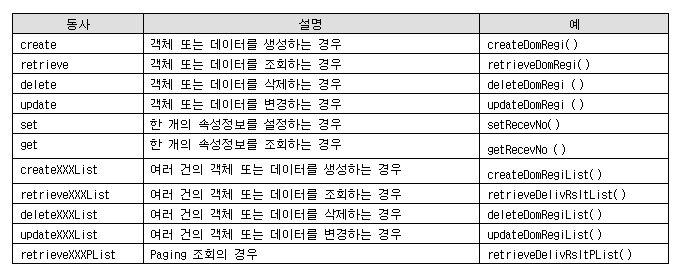 동사 설명 예
create 객체 또는 데이터를 생성하는 경우 createDomRegi()
retrieve 객체 또는 데이터를 조회하는 경우 retrieveDomRegi()
delete 객체 또는 데이터를 삭제하는 경우 deleteDomRegi ()
update 객체 또는 데이터를 변경하는 경우 updateDomRegi ()
set 한 개의 속성정보를 설정하는 경우 setRecevNo()
get 한 개의 속성정보를 조회하는 경우 getRecevNo ()
createXXXList 여러 건의 객체 또는 데이터를 생성하는 경우 createDomRegiList()
retrieveXXXList 여러 건의 객체 또는 데이터를 조회하는 경우 retrieveDelivRsltList()
deleteXXXList 여러 건의 객체 또는 데이터를 삭제하는 경우 deleteDomRegiList()
updateXXXList 여러 건의 객체 또는 데이터를 변경하는 경우 updateDomRegiList()
retrieveXXXPList Paging 조회의 경우 retrieveDelivRsltPList()